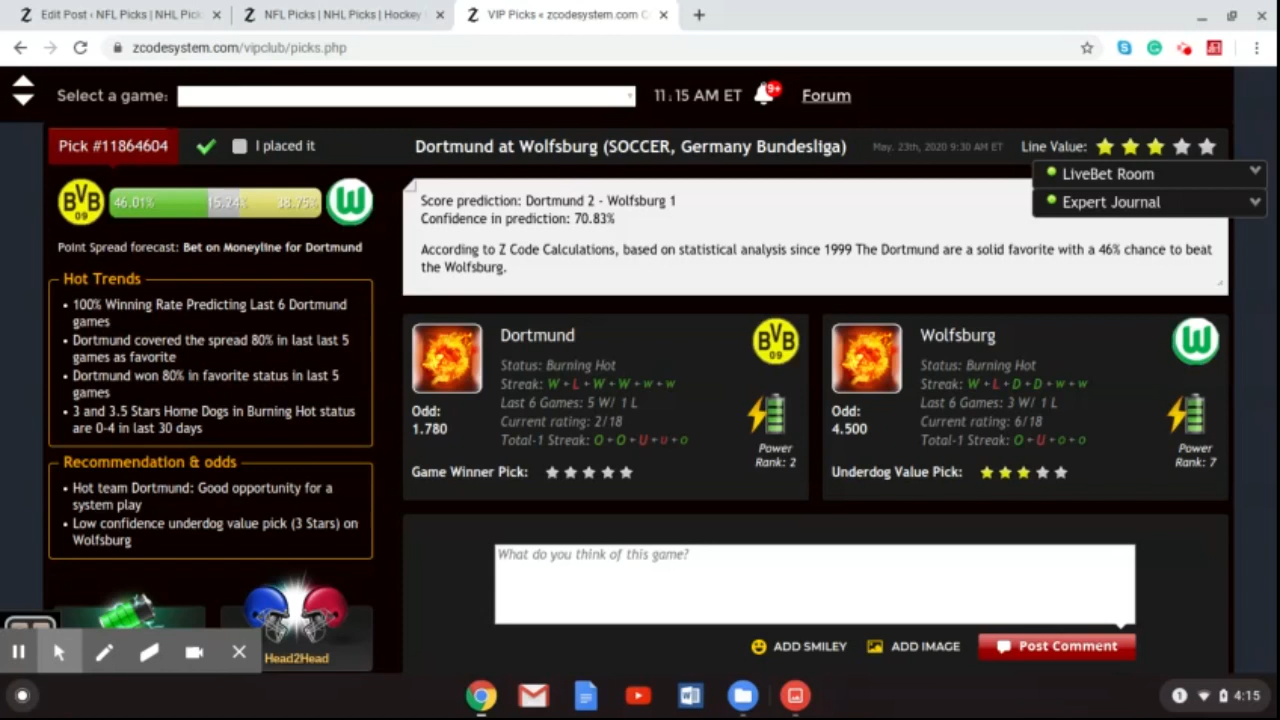 Edit Post ‹ NFL Picks | NHL Pick
NFL Picks | NHL Picks | Hockey
VIP Picks « zcodesystem.com C
zcodesystem.com/vipclub/picks.php
Select a game:
11:15 AM ET
9+
Forum
Pick #11864604
I placed it
Dortmund at Wolfsburg (SOCCER, Germany Bundesliga)
May. 23th, 2020 9:30 AM ET
Line Value:
LiveBet Room
Expert Journal
BVB
09
46.01%
15.24%
38.75%
W
Point Spread forecast: Bet on Moneyline for Dortmund
Score prediction: Dortmund 2 - Wolfsburg 1
Confidence in prediction: 70.83%
According to Z Code Calculations, based on statistical analysis since 1999 The Dortmund are a solid favorite with a 46% chance to beat
the Wolfsburg.
Hot Trends
• 100% Winning Rate Predicting Last 6 Dortmund
games
• Dortmund covered the spread 80% in last last 5
games as favorite
• Dortmund won 80% in favorite status in last 5
games
• 3 and 3.5 Stars Home Dogs in Burning Hot status
are 0-4 in last 30 days
Recommendation & odds
• Hot team Dortmund: Good opportunity for a
system play
• Low confidence underdog value pick (3 Stars) on
Wolfsburg
Head2Head
Dortmund
BVB
09
Status: Burning Hot
Streak: W + L + W + W + w + w
Last 6 Games: 5 W/ 1 L
Current rating: 2/18
Total-1 Streak: O + O + U + u + o
Odd:
1.780
Power
Rank: 2
Game Winner Pick:
Wolfsburg
W
Status: Burning Hot
Streak: W + L + D + D + w + w
Last 6 Games: 3 W/ 1 L
Current rating: 6/18
Total-1 Streak: O + U + o + o
Odd:
4.500
Power
Rank: 7
Underdog Value Pick:
What do you think of this game?
ADD SMILEY
ADD IMAGE
Post Comment
1
4:15